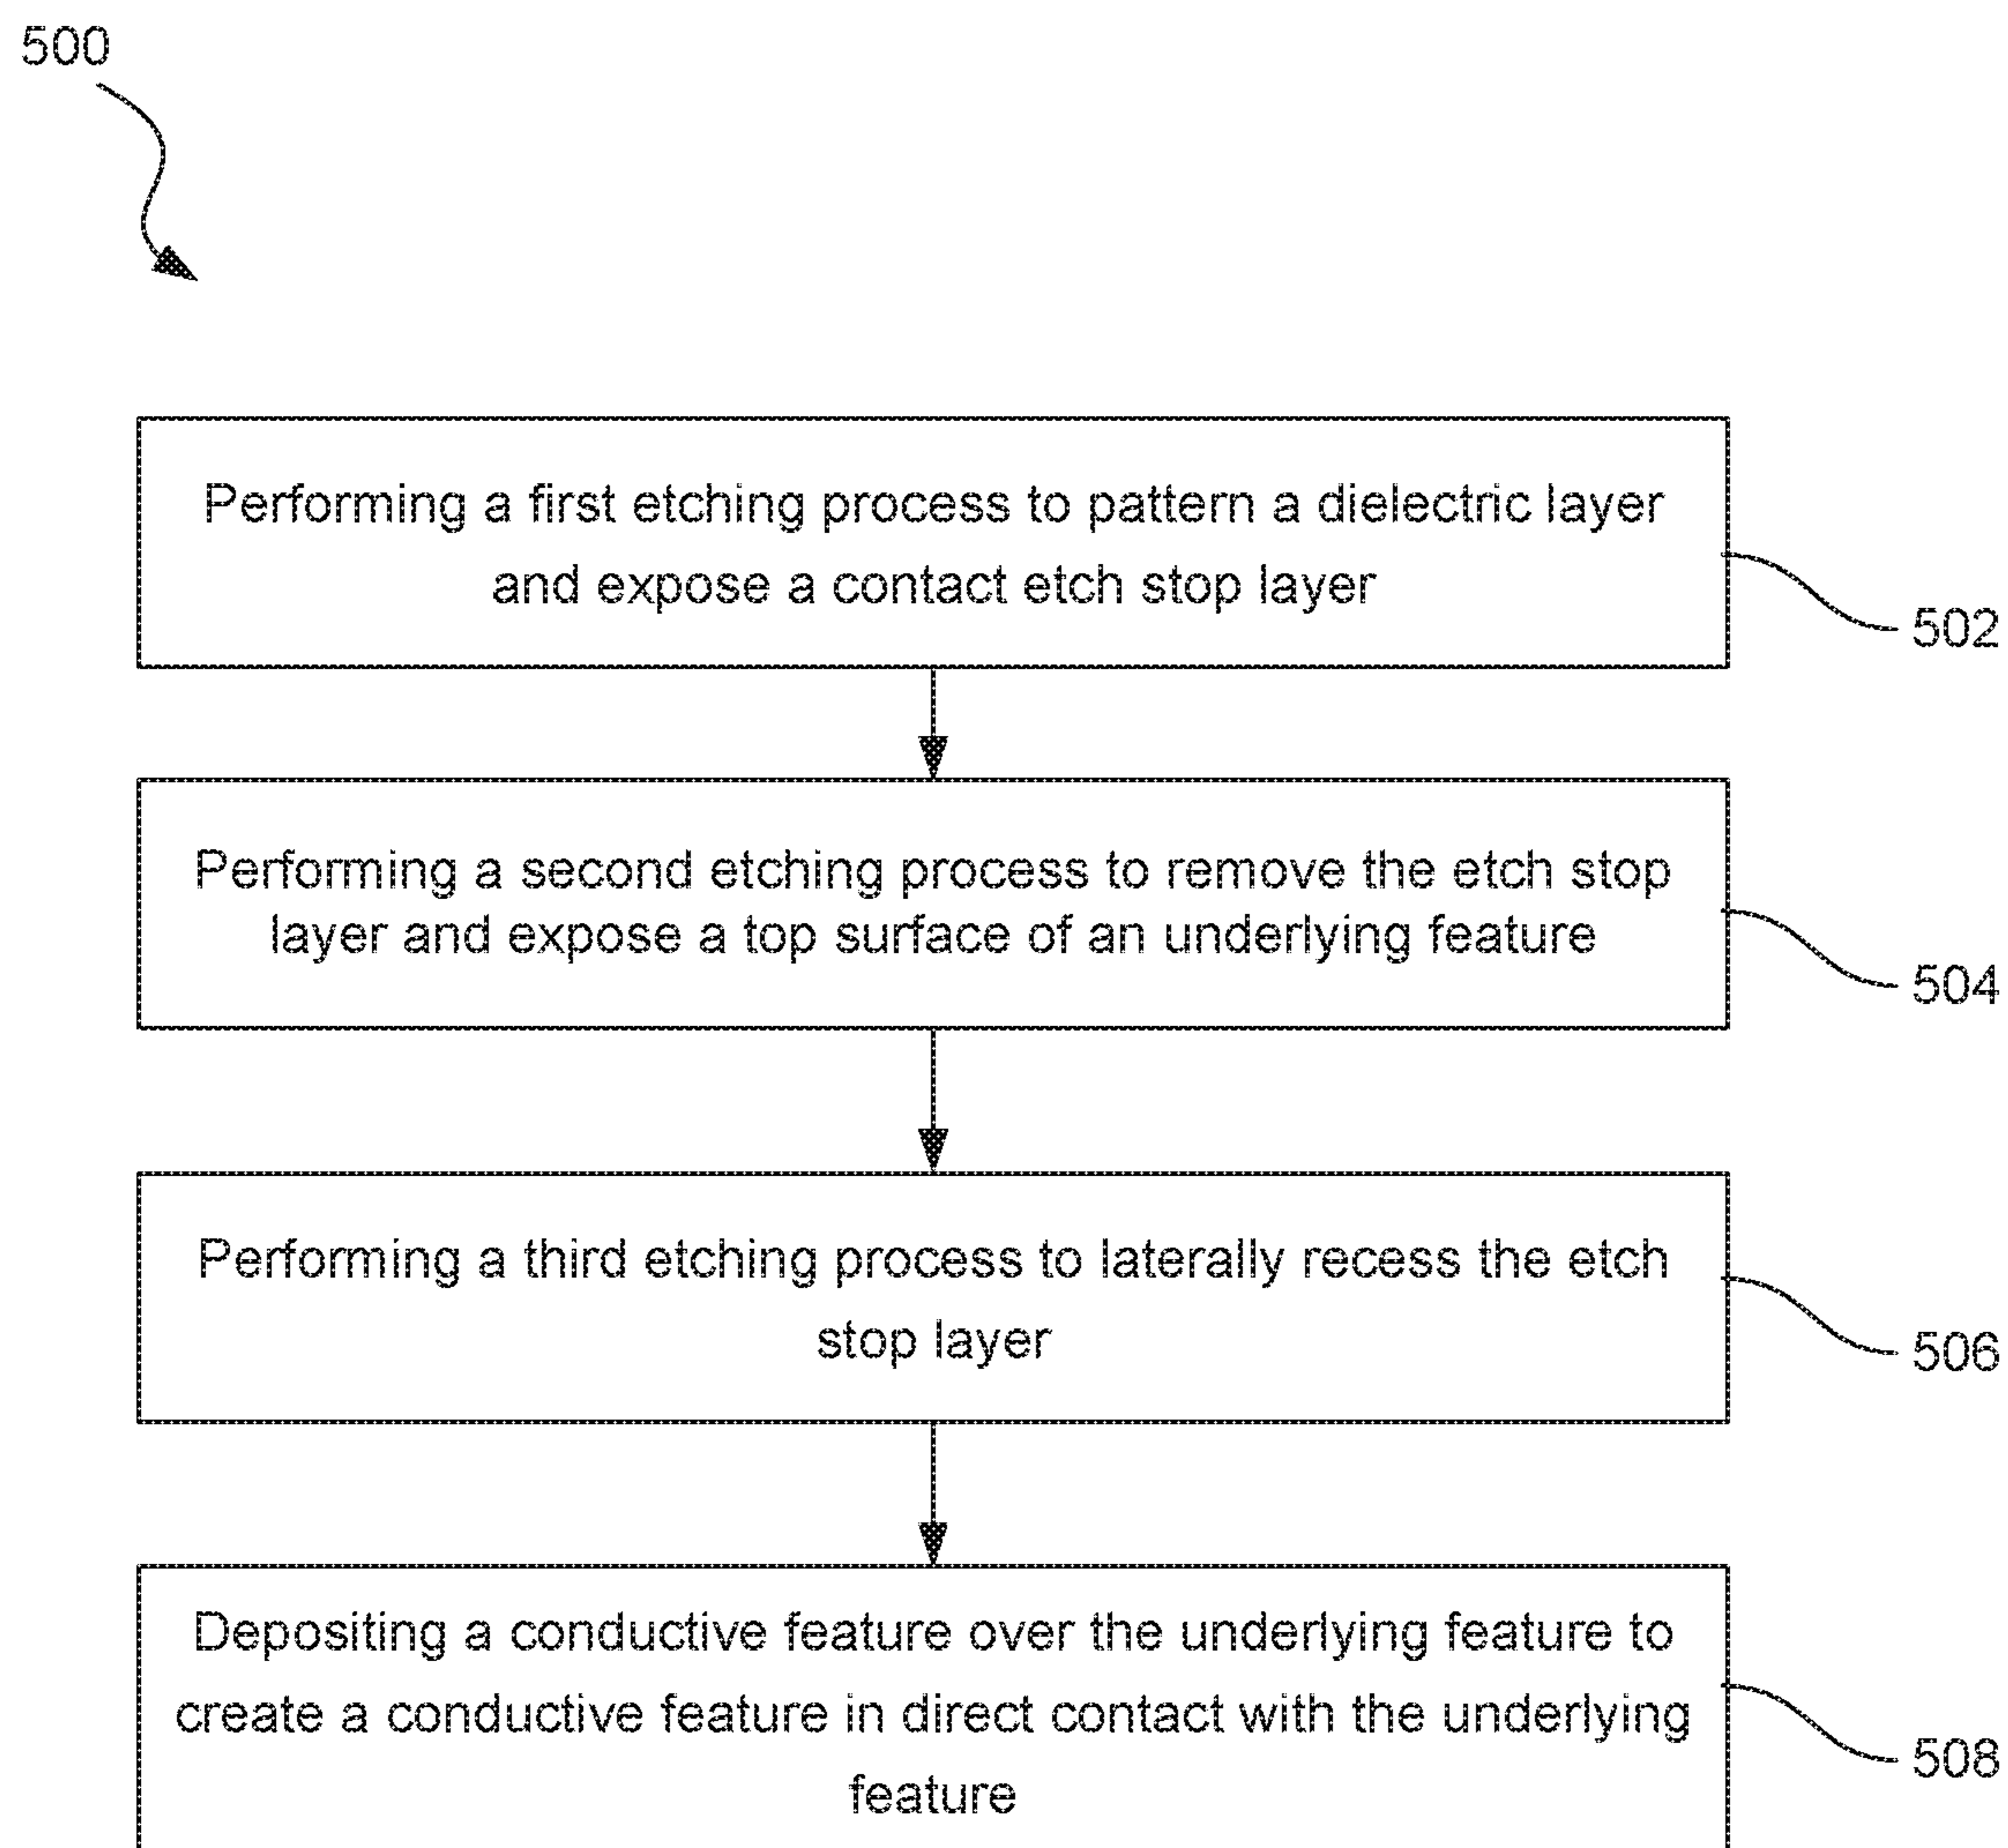 500
Performing a first etching process to pattern a dielectric layer
and expose a contact etch stop layer
502
Performing a second etching process to remove the etch stop
layer and expose a top surface of an underlying feature
504
Performing a third etching process to laterally recess the etch
stop layer
506
Depositing a conductive feature over the underlying feature to
create a conductive feature in direct contact with the underlying
feature
508